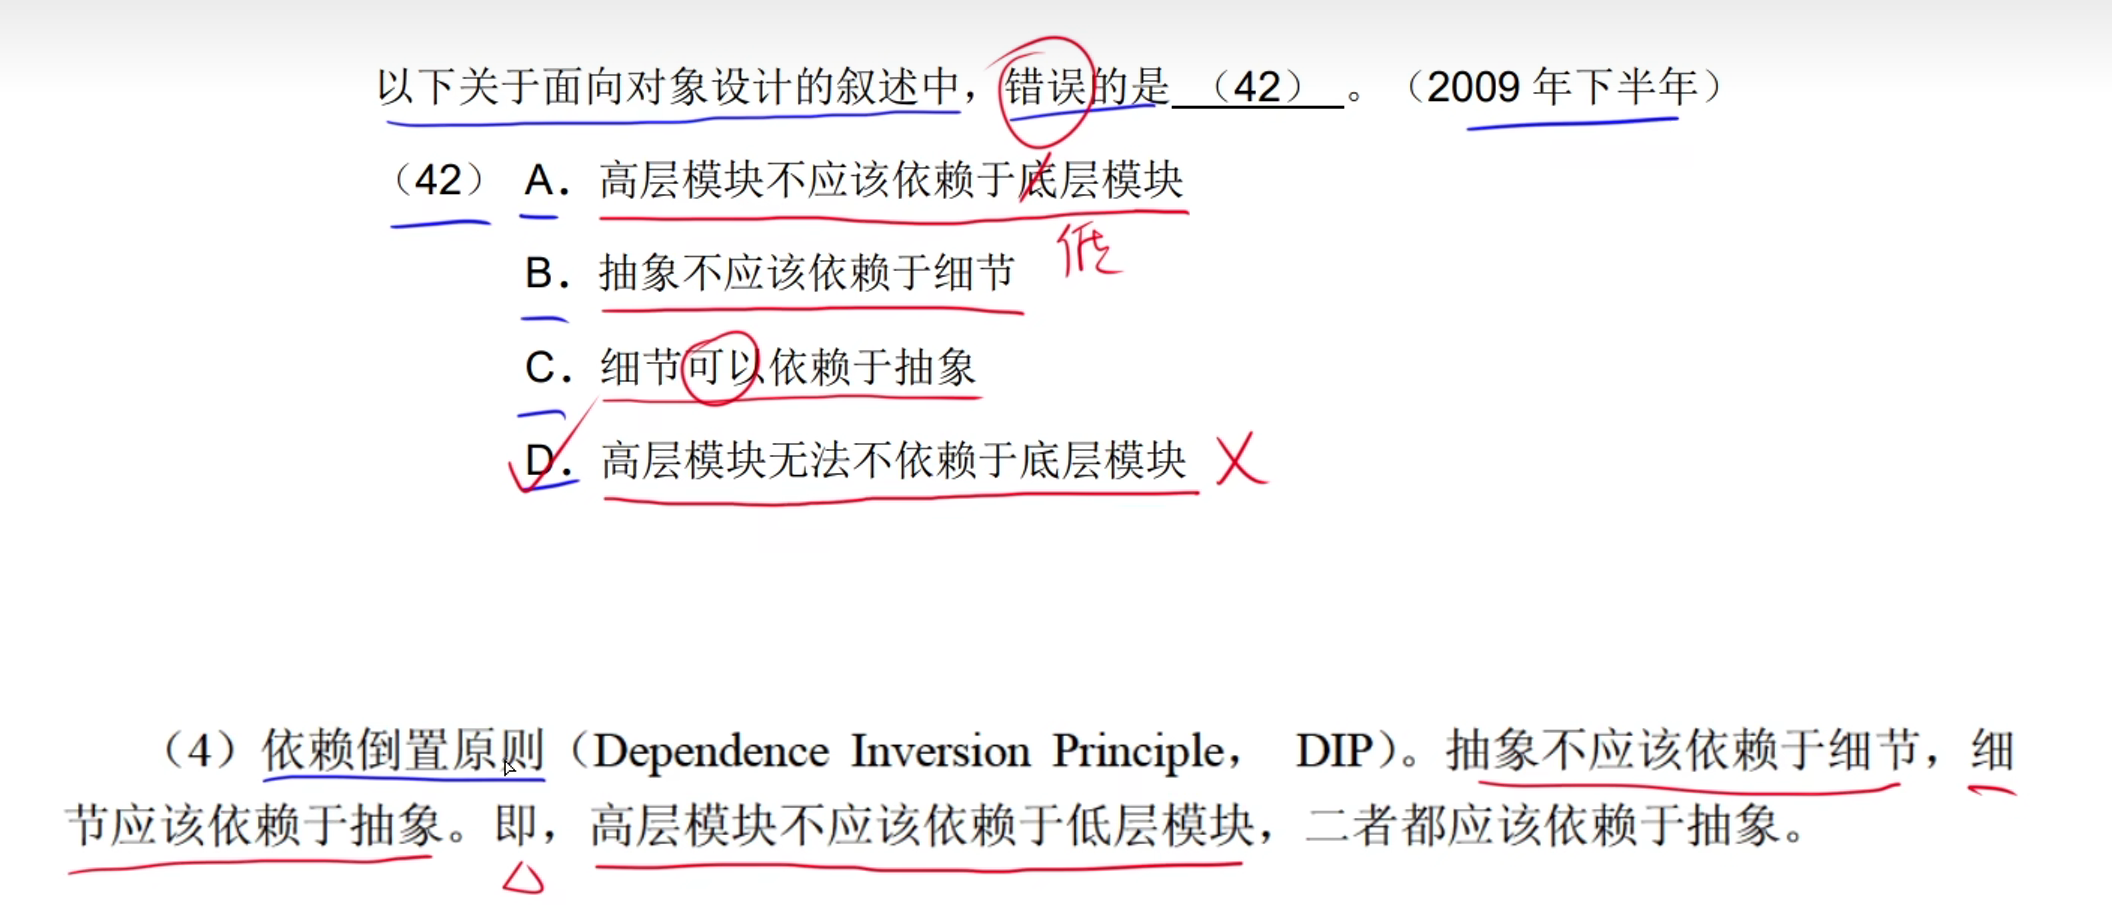 以下关于面向对象设计的叙述中，错误的是 （42） 。（2009 年下半年）
（42） A．高层模块不应该依赖于底层模块
低
B．抽象不应该依赖于细节
C．细节可以依赖于抽象
D．高层模块无法不依赖于底层模块
（4）依赖倒置原则（Dependence Inversion Principle， DIP）。抽象不应该依赖于细节，细
节应该依赖于抽象。即，高层模块不应该依赖于低层模块，二者都应该依赖于抽象。